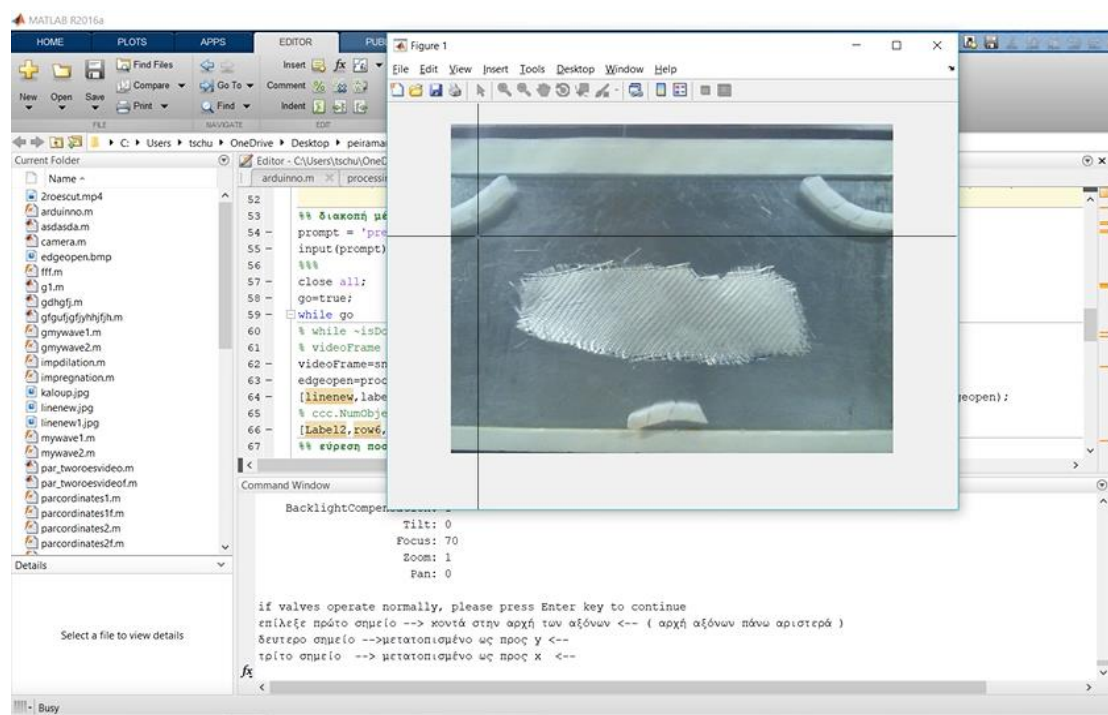 MATLAB R2016a
HOME PLOTS APPS EDITOR
Figure 1
File Edit View Insert Tools Desktop Window Help
Find Files
Insert fx
Compare
Go To
Comment %
New Open Save
Print
Find
Indent
FILE NAVIGATE EDIT
C: Users tschu OneDrive Desktop
Current Folder
Editor - C:\Users\tschu\OneD
Name
arduinno.m
2roescut.mp4
arduinno.m
asdasda.m
camera.m
edgeopen.bmp
fff.m
g1.m
gdhgfj.m
gfgufjgfjyhhjfjh.m
gmywave1.m
gmywave2.m
impdilation.m
impregnation.m
kaloup.jpg
linenew.jpg
linenew1.jpg
mywave1.m
mywave2.m
par_tworoesvideo.m
par_tworoesvideof.m
parcordinates1.m
parcordinates1f.m
parcordinates2.m
parcordinates2f.m
52
53 %% διακοπή μέ
54 prompt = 'pre
55 input(prompt)
56 %%%
57 close all;
58 go=true;
59 while go
60 % while ~isDo
61 % videoFrame
62 videoFrame=sn
63 edgeopen=proc
64 [linenew,labe geopen);
65 % ccc.NumObje
66 [Label2,row6,
67 %% εύρεση ποσ
Details
Select a file to view details
Command Window
Tilt: 0
Focus: 70
Zoom: 1
Pan: 0
if valves operate normally, please press Enter key to continue
επίλεξε πρώτο σημείο --> κοντά στην αρχή των αξόνων <-- ( αρχή αξόνων πάνω αριστερά )
δευτερο σημείο -->μετατοπισμένο ως προς y <--
τρίτο σημείο --> μετατοπισμένο ως προς x <--
fx
Busy